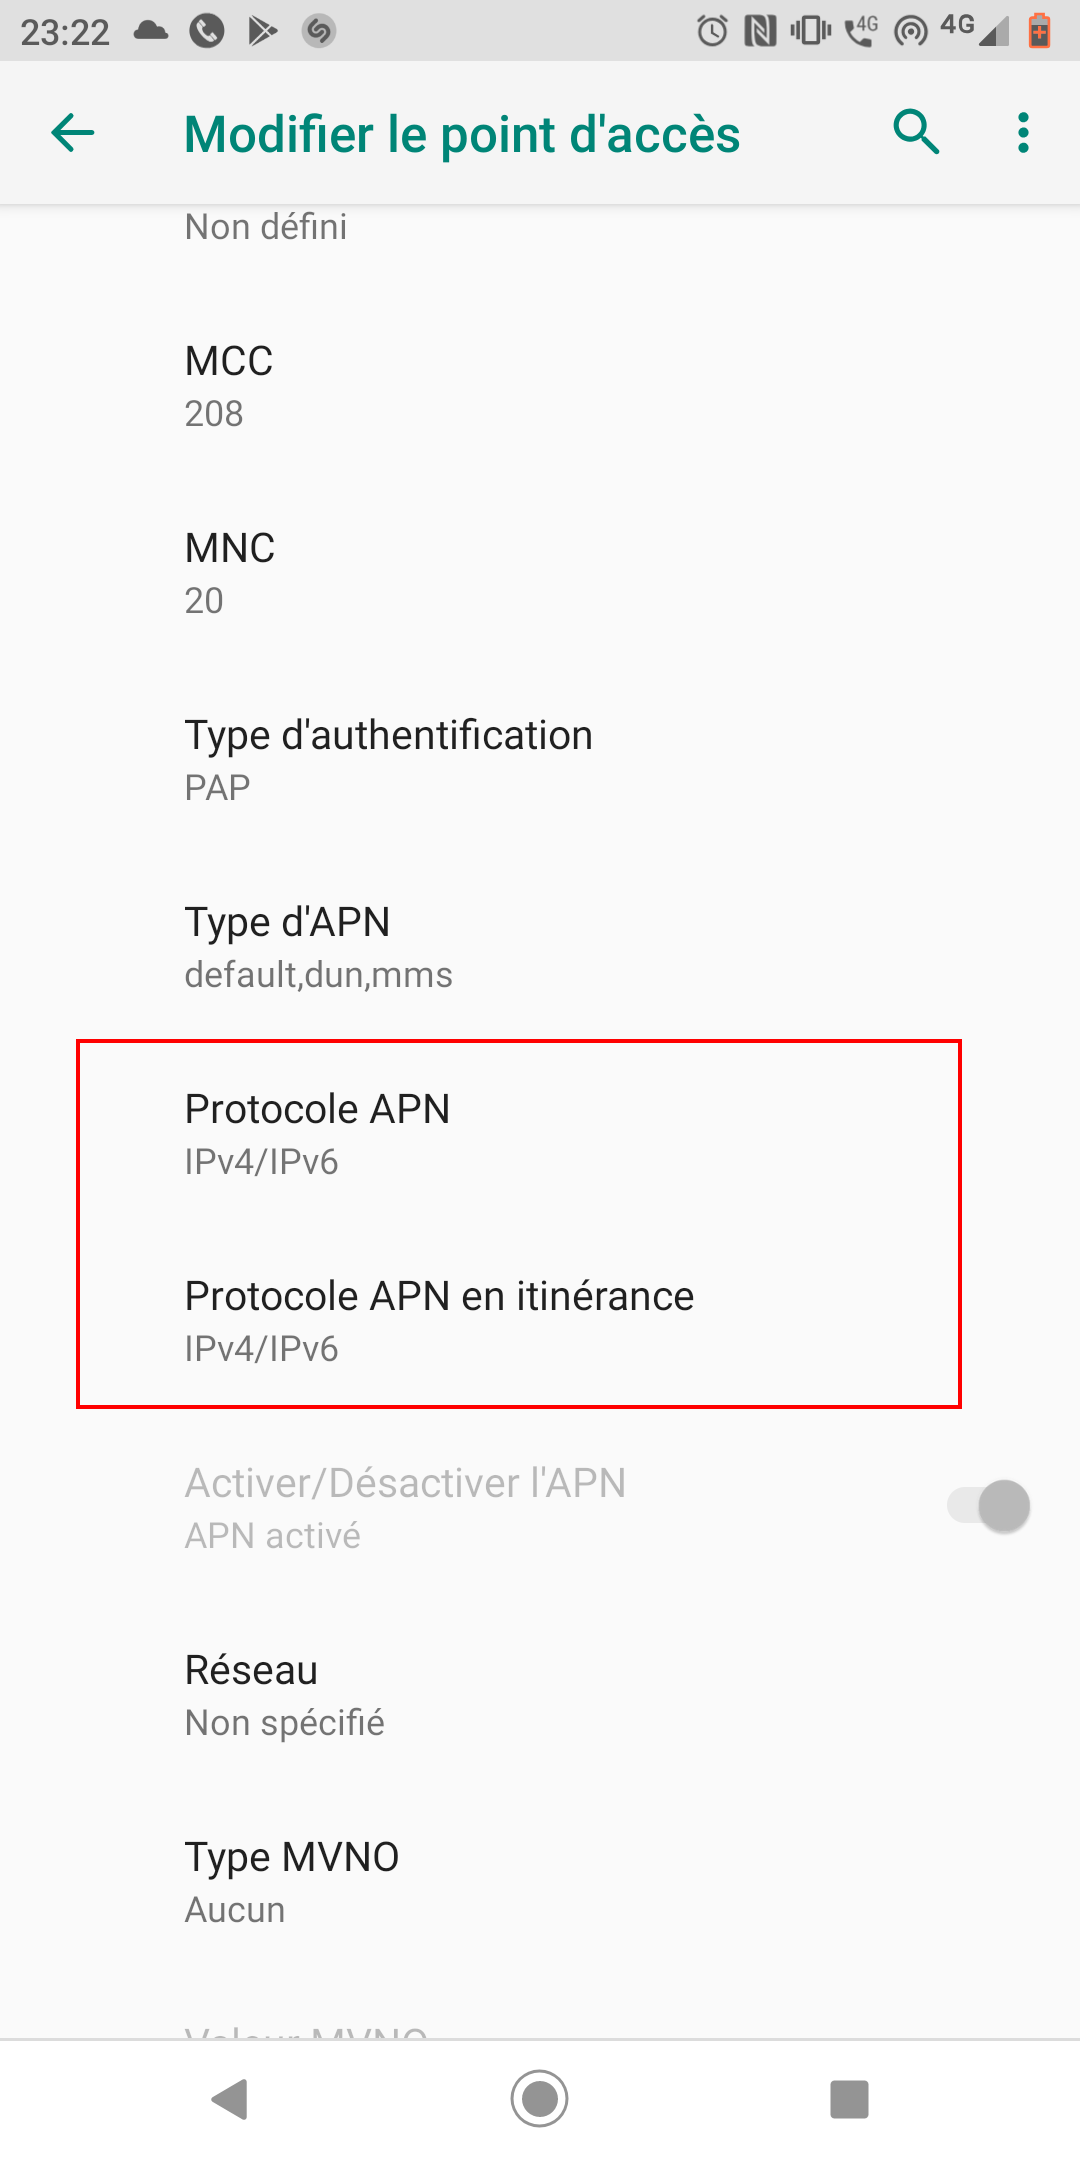 23:22 4G 4G
Modifier le point d'accès
Non défini
MCC
208
MNC
20
Type d'authentification
PAP
Type d'APN
default,dun,mms
Protocole APN
IPv4/IPv6
Protocole APN en itinérance
IPv4/IPv6
Activer/Désactiver l'APN
APN activé
Réseau
Non spécifié
Type MVNO
Aucun
Valeur MVNO